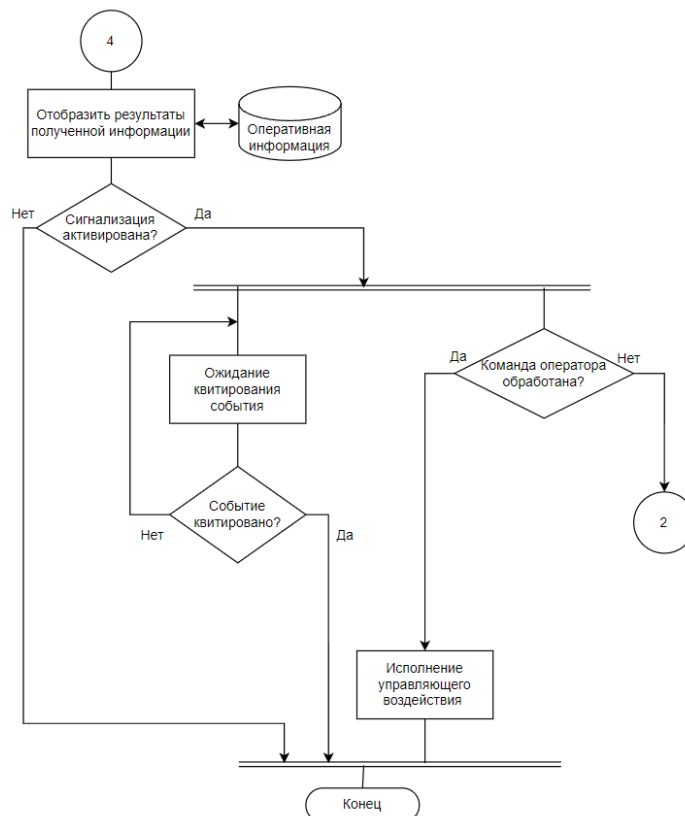 4
Отобразить результаты
полученной информации
Оперативная
информация
Нет
Сигнализация
активирована?
Да
Ожидание
квитирования
события
Да
Команда оператора
обработана?
Нет
Событие
квитировано?
Нет
Да
2
Исполнение
управляющего
воздействия
Конец